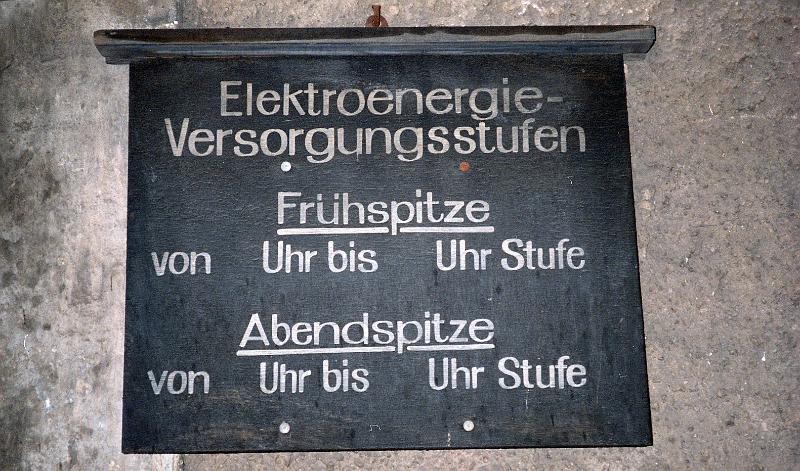 Elektroenergie-
Versorgungsstufen
Frühspitze
von Uhr bis Uhr Stufe
Abendspitze
von Uhr bis Uhr Stufe